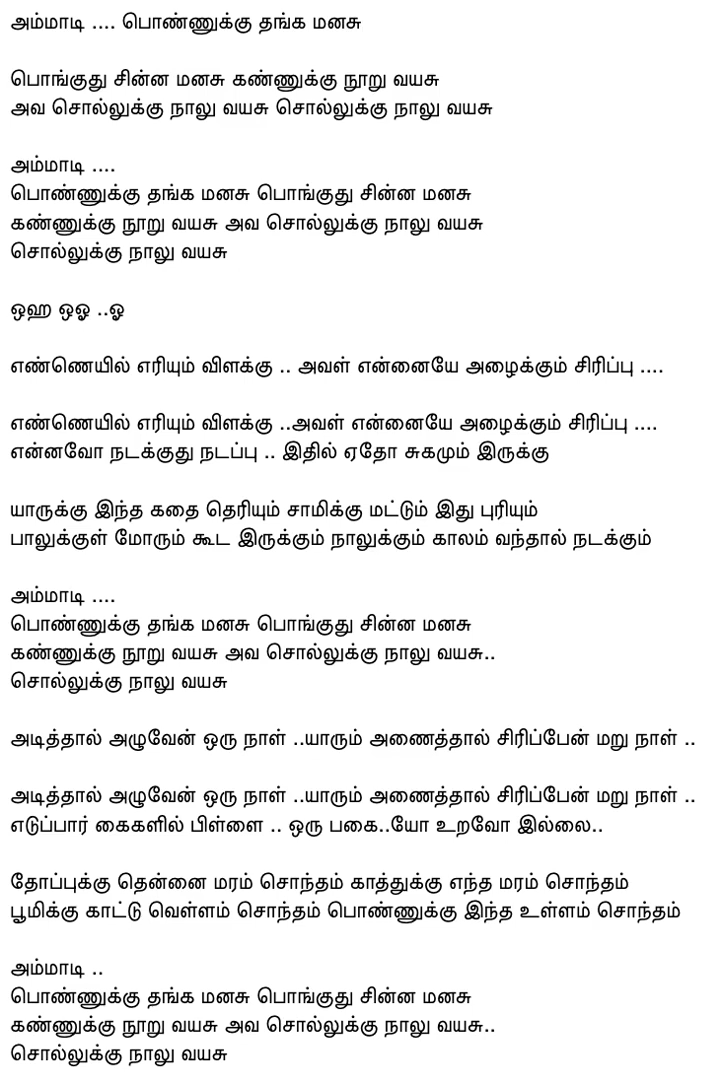 அம்மாடி .... பொண்ணுக்கு தங்க மனசு
பொங்குது சின்ன மனசு கண்ணுக்கு நூறு வயசு
அவ சொல்லுக்கு நாலு வயசு சொல்லுக்கு நாலு வயசு
அம்மாடி ....
பொண்ணுக்கு தங்க மனசு பொங்குது சின்ன மனசு
கண்ணுக்கு நூறு வயசு அவ சொல்லுக்கு நாலு வயசு
சொல்லுக்கு நாலு வயசு
ஒஹ ஒஓ ..ஓ
எண்ணெயில் எரியும் விளக்கு .. அவள் என்னையே அழைக்கும் சிரிப்பு ....
எண்ணெயில் எரியும் விளக்கு ..அவள் என்னையே அழைக்கும் சிரிப்பு ....
என்னவோ நடக்குது நடப்பு .. இதில் ஏதோ சுகமும் இருக்கு
யாருக்கு இந்த கதை தெரியும் சாமிக்கு மட்டும் இது புரியும்
பாலுக்குள் மோரும் கூட இருக்கும் நாலுக்கும் காலம் வந்தால் நடக்கும்
அம்மாடி ....
பொண்ணுக்கு தங்க மனசு பொங்குது சின்ன மனசு
கண்ணுக்கு நூறு வயசு அவ சொல்லுக்கு நாலு வயசு..
சொல்லுக்கு நாலு வயசு
அடித்தால் அழுவேன் ஒரு நாள் ..யாரும் அணைத்தால் சிரிப்பேன் மறு நாள் ..
அடித்தால் அழுவேன் ஒரு நாள் ..யாரும் அணைத்தால் சிரிப்பேன் மறு நாள் ..
எடுப்பார் கைகளில் பிள்ளை .. ஒரு பகை..யோ உறவோ இல்லை..
தோப்புக்கு தென்னை மரம் சொந்தம் காத்துக்கு எந்த மரம் சொந்தம்
பூமிக்கு காட்டு வெள்ளம் சொந்தம் பொண்ணுக்கு இந்த உள்ளம் சொந்தம்
அம்மாடி ..
பொண்ணுக்கு தங்க மனசு பொங்குது சின்ன மனசு
கண்ணுக்கு நூறு வயசு அவ சொல்லுக்கு நாலு வயசு..
சொல்லுக்கு நாலு வயசு